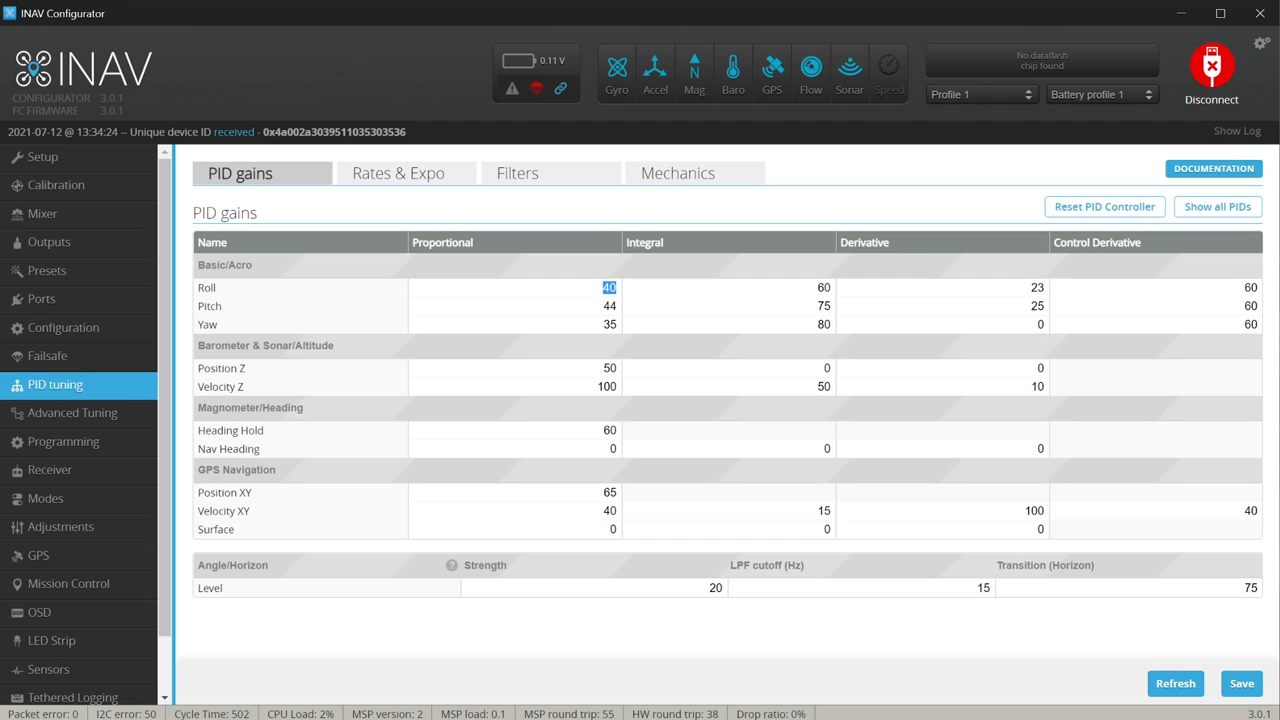 INAV Configurator
INAV
CONFIGURATOR 3.0.1
FC FIRMWARE 3.0.1
0.11 V
Gyro Accel Mag Baro GPS Flow Sonar Speed
No dataflash
chip found
Profile 1 Battery profile 1
Disconnect
2021-07-12 @ 13:34:24 -- Unique device ID received - 0x4a002a3039511035303536
Show Log
Setup
Calibration
Mixer
Outputs
Presets
Ports
Configuration
Failsafe
PID tuning
Advanced Tuning
Programming
Receiver
Modes
Adjustments
GPS
Mission Control
OSD
LED Strip
Sensors
Tethered Logging
PID gains Rates & Expo Filters Mechanics
DOCUMENTATION
PID gains
Reset PID Controller Show all PIDs
Name Proportional Integral Derivative Control Derivative
Basic/Acro
Roll 40 60 23 60
Pitch 44 75 25 60
Yaw 35 80 0 60
Barometer & Sonar/Altitude
Position Z 50 0 0
Velocity Z 100 50 10
Magnometer/Heading
Heading Hold 60
Nav Heading 0 0 0
GPS Navigation
Position XY 65
Velocity XY 40 15 100 40
Surface 0 0 0
Angle/Horizon ? Strength LPF cutoff (Hz) Transition (Horizon)
Level 20 15 75
Refresh Save
Packet error: 0 I2C error: 50 Cycle Time: 502 CPU Load: 2% MSP version: 2 MSP load: 0.1 MSP round trip: 55 HW round trip: 38 Drop ratio: 0% 3.0.1